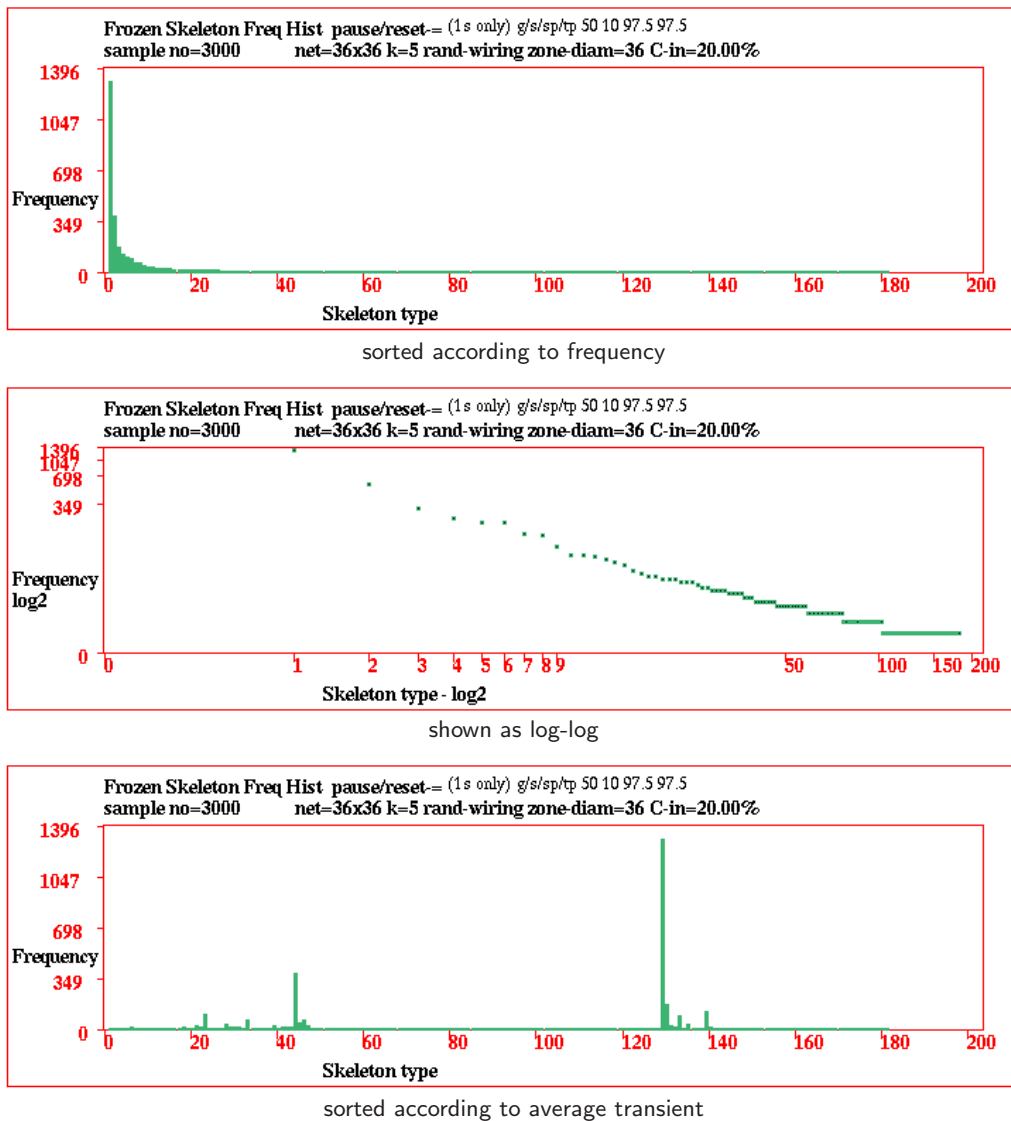 Frozen Skeleton Freq Hist pause/reset-= (1s only) g/s/sp/tp 50 10 97.5 97.5
sample no=3000 net=36x36 k=5 rand-wiring zone-diam=36 C-in=20.00%
1396
1047
698
Frequency
349
0
0 20 40 60 80 100 120 140 160 180 200
Skeleton type
sorted according to frequency
Frozen Skeleton Freq Hist pause/reset-= (1s only) g/s/sp/tp 50 10 97.5 97.5
sample no=3000 net=36x36 k=5 rand-wiring zone-diam=36 C-in=20.00%
1396
1047
698
349
Frequency
log2
0
0 1 2 3 4 5 6 7 8 9 50 100 150 200
Skeleton type - log2
shown as log-log
Frozen Skeleton Freq Hist pause/reset-= (1s only) g/s/sp/tp 50 10 97.5 97.5
sample no=3000 net=36x36 k=5 rand-wiring zone-diam=36 C-in=20.00%
1396
1047
698
Frequency
349
0
0 20 40 60 80 100 120 140 160 180 200
Skeleton type
sorted according to average transient